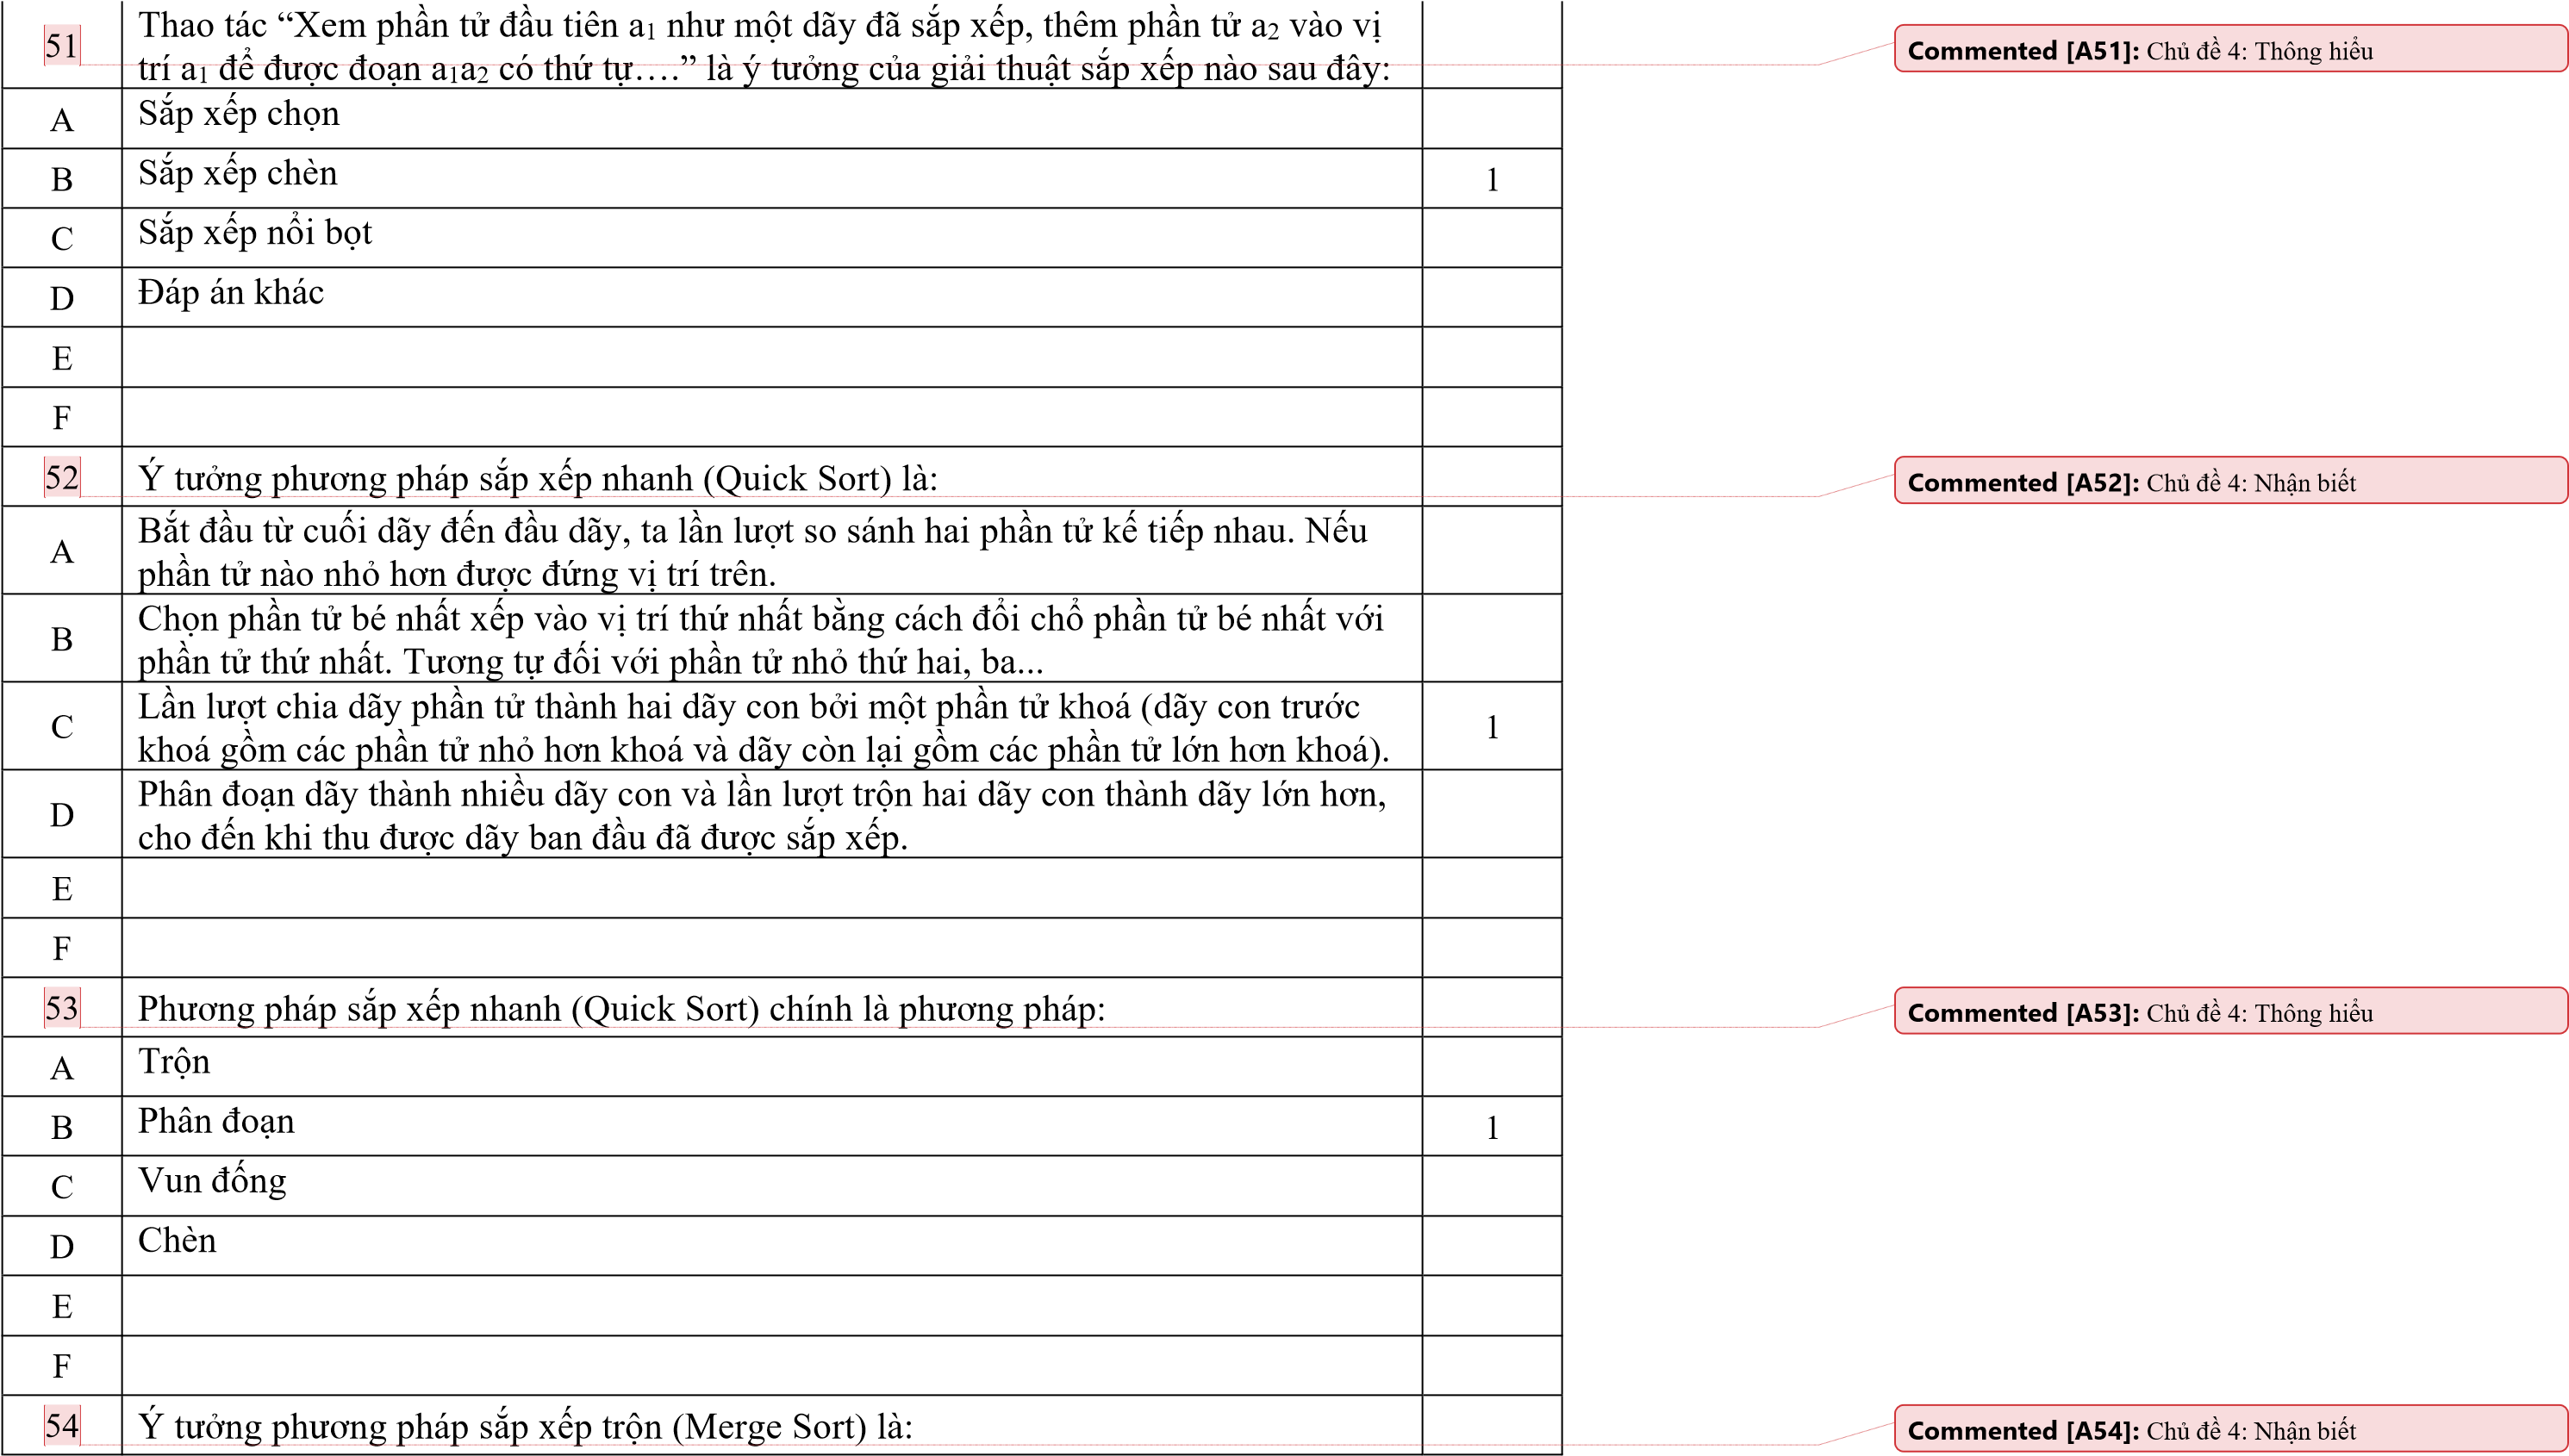 51 Thao tác “Xem phần tử đầu tiên a₁ như một dãy đã sắp xếp, thêm phần tử a₂ vào vị
trí a₁ để được đoạn a₁a₂ có thứ tự….” là ý tưởng của giải thuật sắp xếp nào sau đây:
Commented [A51]: Chủ đề 4: Thông hiểu
A Sắp xếp chọn
B Sắp xếp chèn 1
C Sắp xếp nổi bọt
D Đáp án khác
E
F
52 Ý tưởng phương pháp sắp xếp nhanh (Quick Sort) là:
Commented [A52]: Chủ đề 4: Nhận biết
A Bắt đầu từ cuối dãy đến đầu dãy, ta lần lượt so sánh hai phần tử kế tiếp nhau. Nếu
phần tử nào nhỏ hơn được đứng vị trí trên.
B Chọn phần tử bé nhất xếp vào vị trí thứ nhất bằng cách đổi chổ phần tử bé nhất với
phần tử thứ nhất. Tương tự đối với phần tử nhỏ thứ hai, ba...
C Lần lượt chia dãy phần tử thành hai dãy con bởi một phần tử khoá (dãy con trước
khoá gồm các phần tử nhỏ hơn khoá và dãy còn lại gồm các phần tử lớn hơn khoá). 1
D Phân đoạn dãy thành nhiều dãy con và lần lượt trộn hai dãy con thành dãy lớn hơn,
cho đến khi thu được dãy ban đầu đã được sắp xếp.
E
F
53 Phương pháp sắp xếp nhanh (Quick Sort) chính là phương pháp:
Commented [A53]: Chủ đề 4: Thông hiểu
A Trộn
B Phân đoạn 1
C Vun đống
D Chèn
E
F
54 Ý tưởng phương pháp sắp xếp trộn (Merge Sort) là:
Commented [A54]: Chủ đề 4: Nhận biết